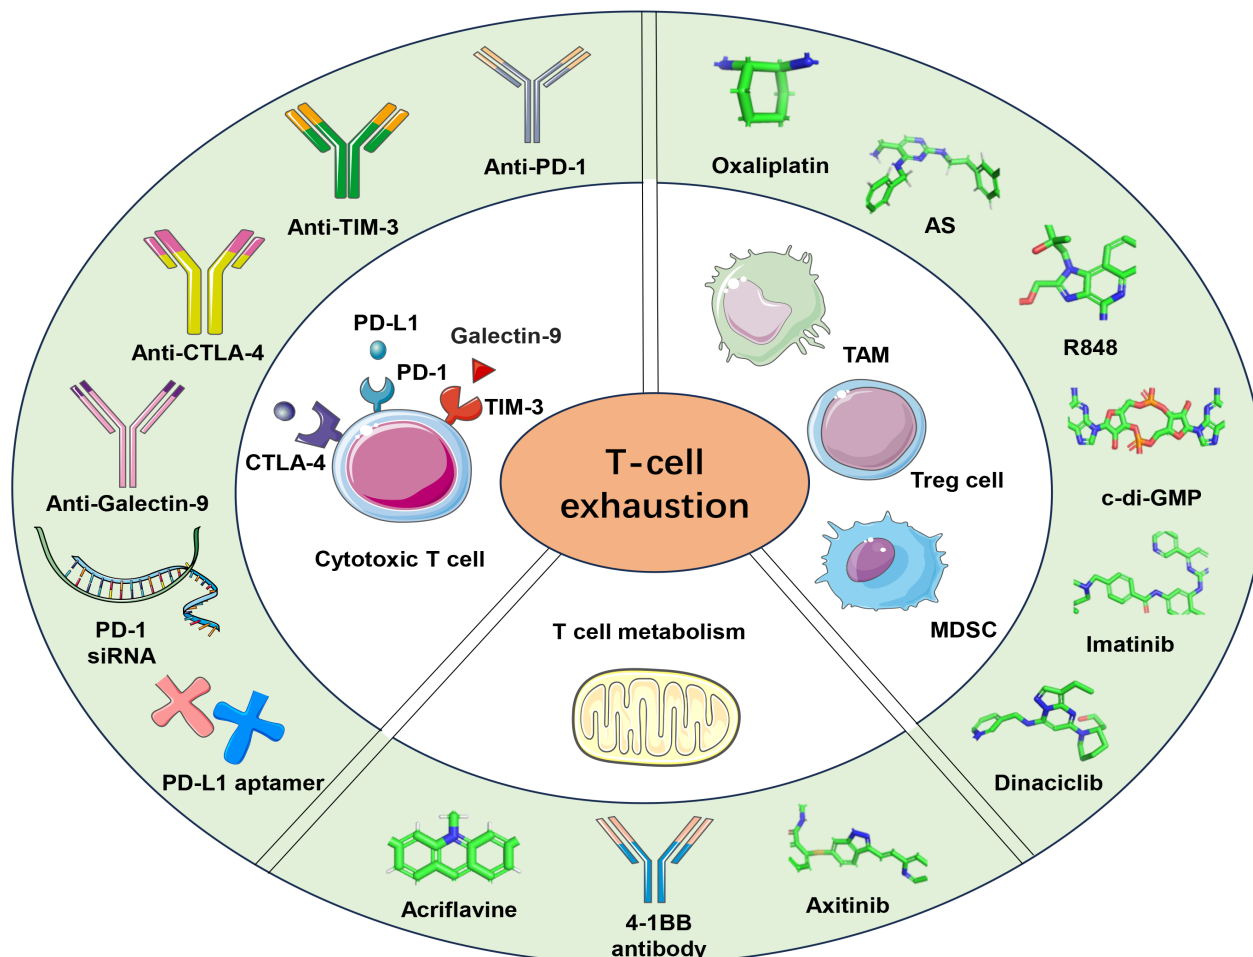 Anti-PD-1
Anti-TIM-3
Anti-CTLA-4
Anti-Galectin-9
PD-1
siRNA
PD-L1 aptamer
PD-L1
Galectin-9
PD-1
TIM-3
CTLA-4
Cytotoxic T cell
T-cell
exhaustion
Oxaliplatin
AS
R848
c-di-GMP
Imatinib
Dinaciclib
TAM
Treg cell
MDSC
T cell metabolism
Acriflavine
4-1BB
antibody
Axitinib